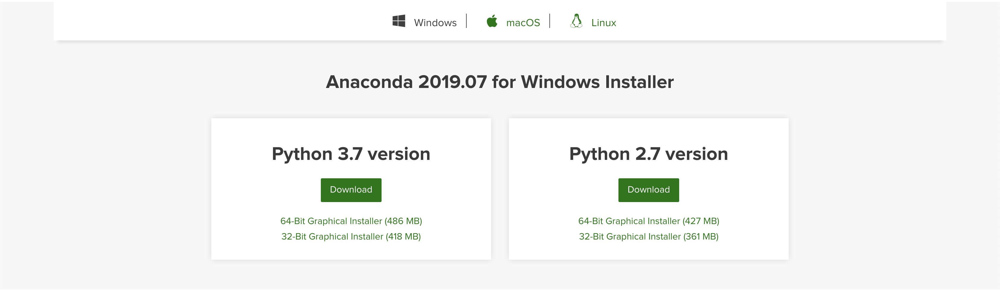 Windows
macOS
Linux
Anaconda 2019.07 for Windows Installer
Python 3.7 version
Download
64-Bit Graphical Installer (486 MB)
32-Bit Graphical Installer (418 MB)
Python 2.7 version
Download
64-Bit Graphical Installer (427 MB)
32-Bit Graphical Installer (361 MB)